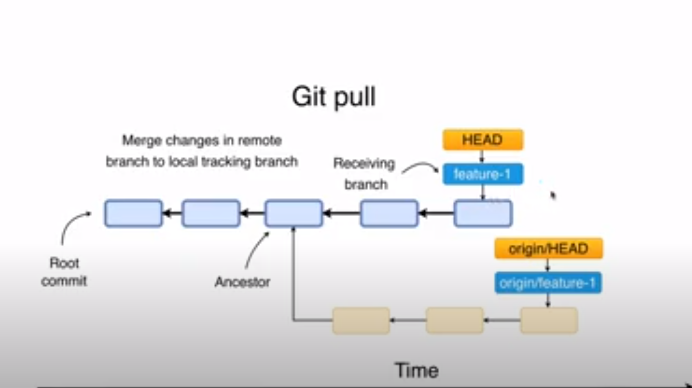 Git pull
Merge changes in remote
branch to local tracking branch
Receiving
branch
HEAD
feature-1
origin/HEAD
origin/feature-1
Root
commit
Ancestor
Time